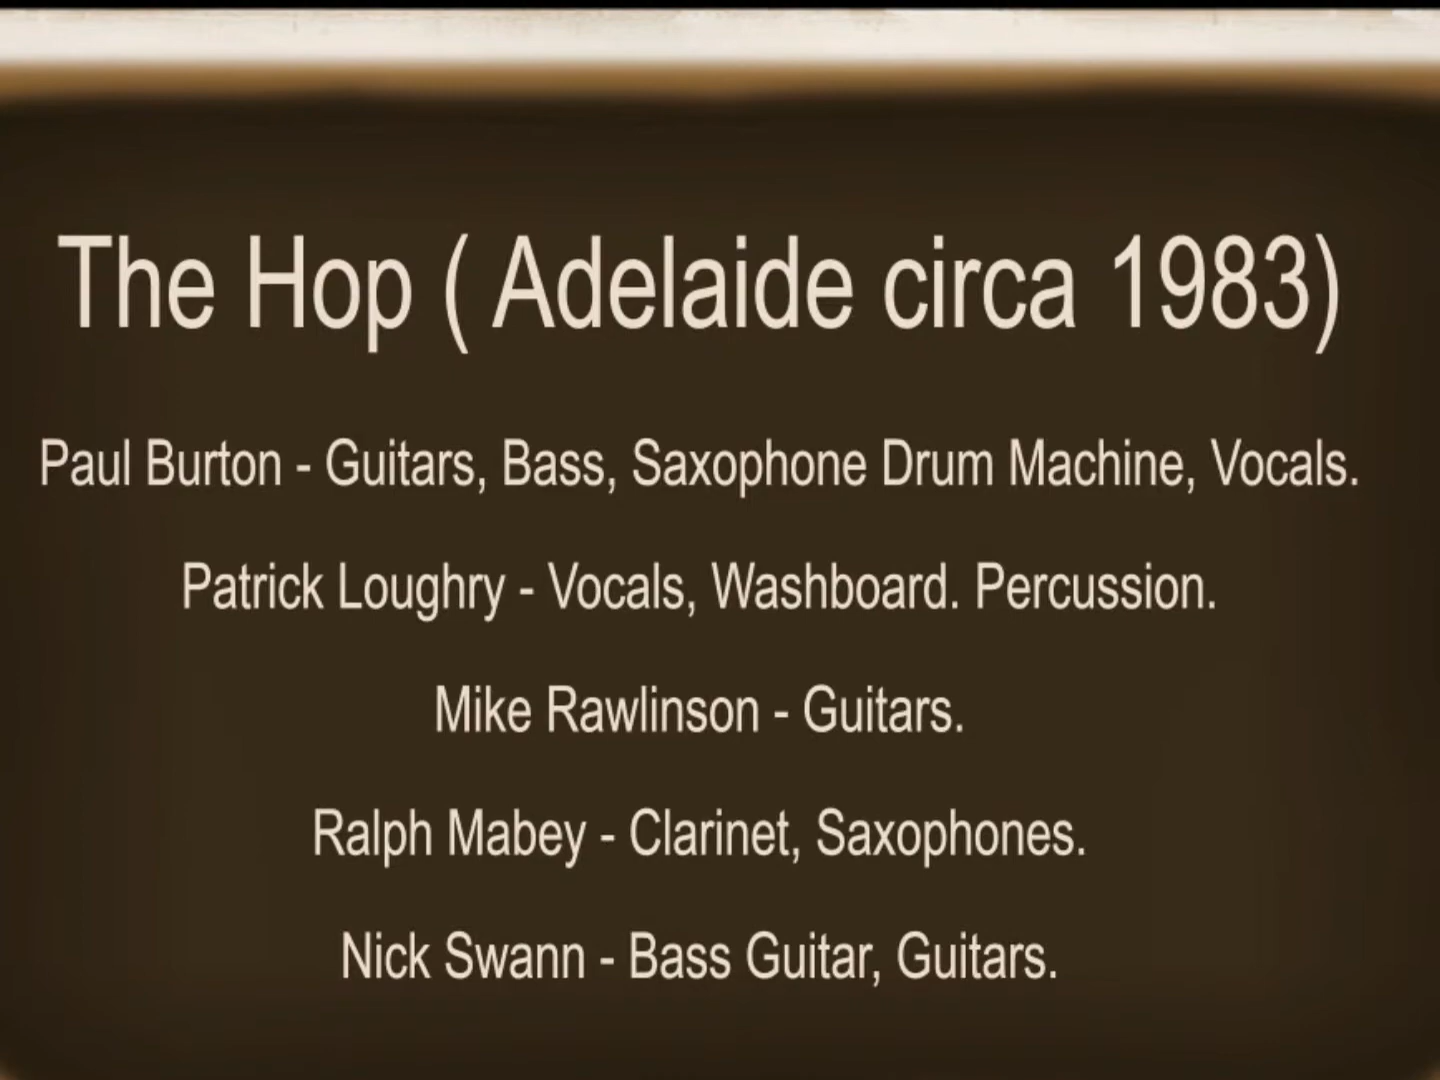 The Hop ( Adelaide circa 1983)
Paul Burton - Guitars, Bass, Saxophone Drum Machine, Vocals.
Patrick Loughry - Vocals, Washboard. Percussion.
Mike Rawlinson - Guitars.
Ralph Mabey - Clarinet, Saxophones.
Nick Swann - Bass Guitar, Guitars.